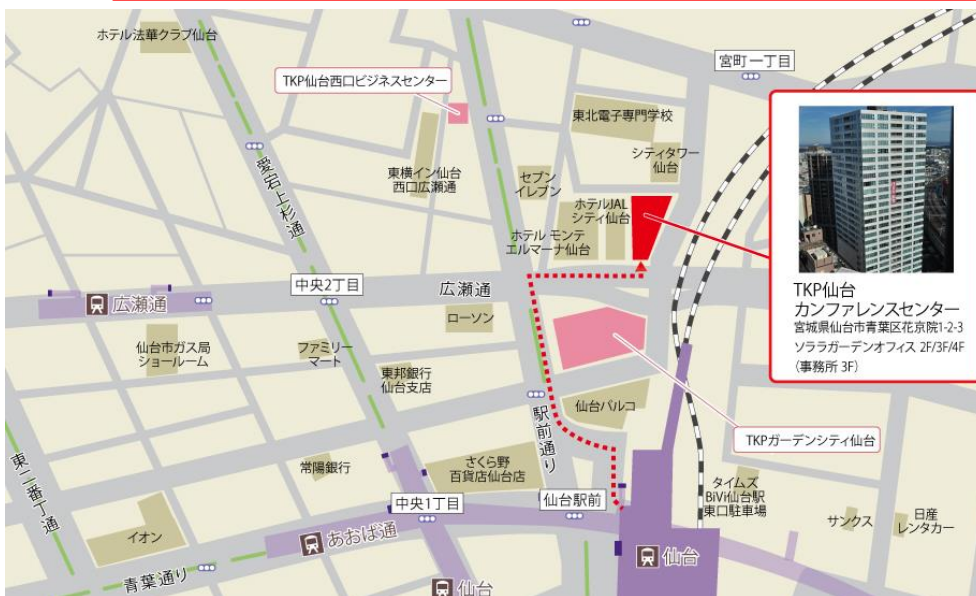 ホテル法華クラブ仙台
宮町一丁目
TKP仙台西口ビジネスセンター
東北電子専門学校
愛宕上杉通
東横イン仙台
西口広瀬通
セブン
イレブン
シティタワー
仙台
ホテルJAL
シティ仙台
ホテル モンテ
エルマーナ仙台
TKP仙台
カンファレンスセンター
宮城県仙台市青葉区花京院1-2-3
ソララガーデンオフィス 2F/3F/4F
(事務所 3F)
中央2丁目
広瀬通
広瀬通
ローソン
仙台市ガス局
ショールーム
ファミリー
マート
東邦銀行
仙台支店
仙台パルコ
駅前通り
TKPガーデンシティ仙台
東二番丁通
常陽銀行
さくら野
百貨店仙台店
中央1丁目
仙台駅前
タイムズ
BiVi仙台駅
東口駐車場
サンクス
日産
レンタカー
イオン
あおば通
仙台
青葉通り
仙台